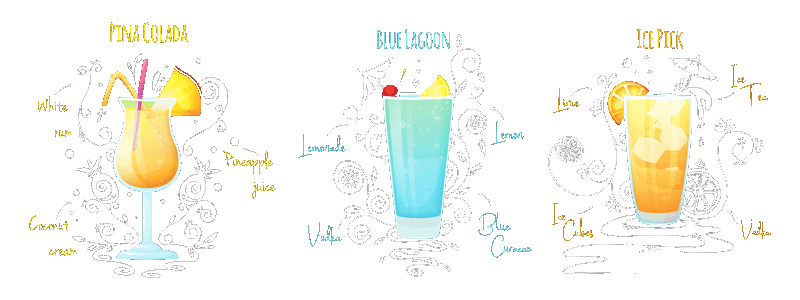 PINA COLADA
White
rum
Pineapple
juice
Coconut
cream
BLUE LAGOON
Lemonade
Lemon
Vodka
Blue
Curacao
ICE PICK
Ice
Tea
Lime
Ice
Cubes
Vodka